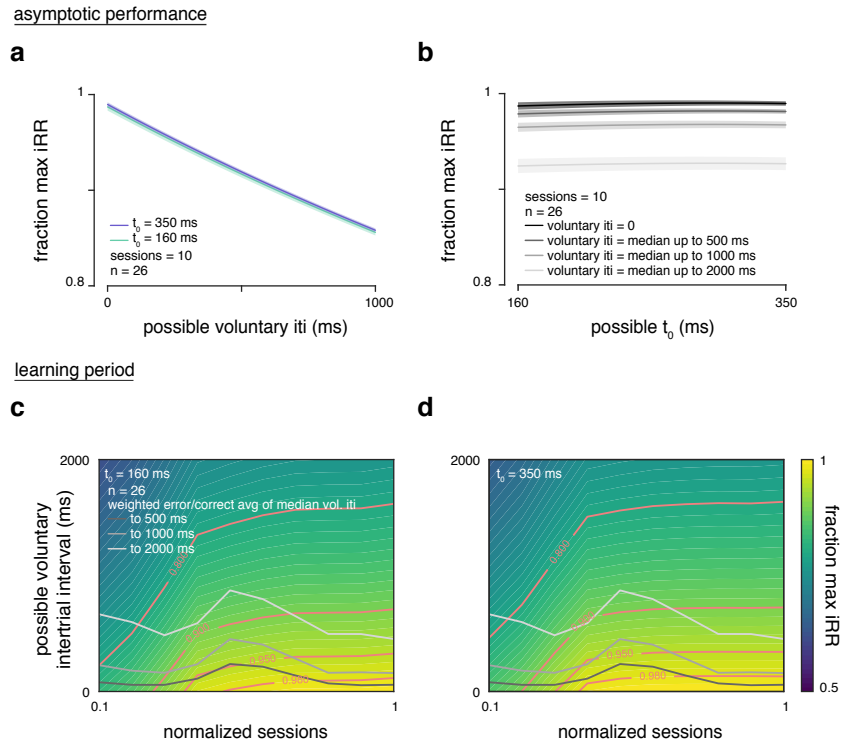 asymptotic performance
a
fraction max iRR
1
0.8
t0 = 350 ms
t0 = 160 ms
sessions = 10
n = 26
0
1000
possible voluntary iti (ms)
b
fraction max iRR
1
0.8
sessions = 10
n = 26
voluntary iti = 0
voluntary iti = median up to 500 ms
voluntary iti = median up to 1000 ms
voluntary iti = median up to 2000 ms
160
350
possible t0 (ms)
learning period
c
possible voluntary
intertrial interval (ms)
2000
0
t0 = 160 ms
n = 26
weighted error/correct avg of median vol. iti
to 500 ms
to 1000 ms
to 2000 ms
0.950
0.980
0.1
1
normalized sessions
d
2000
0
t0 = 350 ms
0.800
0.900
0.950
0.980
0.1
1
normalized sessions
1
0.5
fraction max iRR